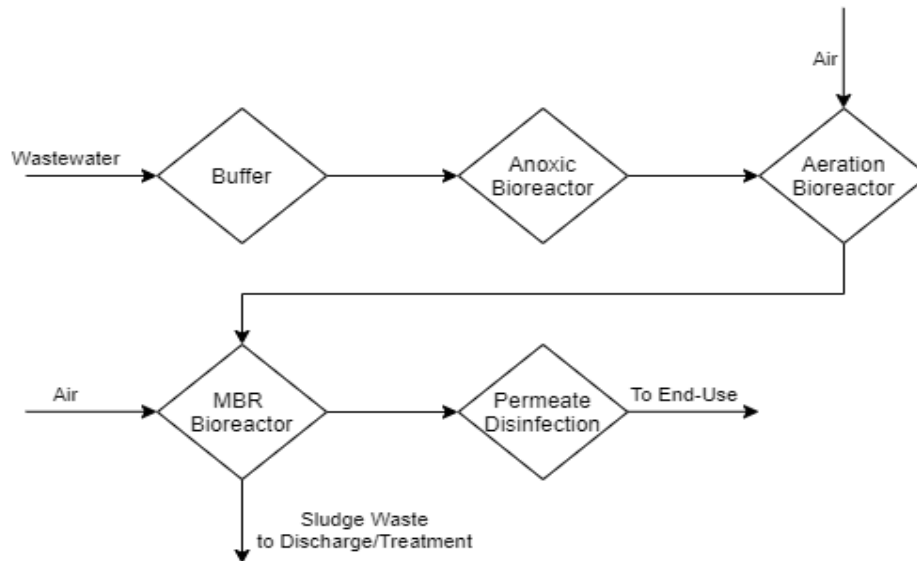 Air
Wastewater
Buffer
Anoxic
Bioreactor
Aeration
Bioreactor
Air
MBR
Bioreactor
Permeate
Disinfection
To End-Use
Sludge Waste
to Discharge/Treatment